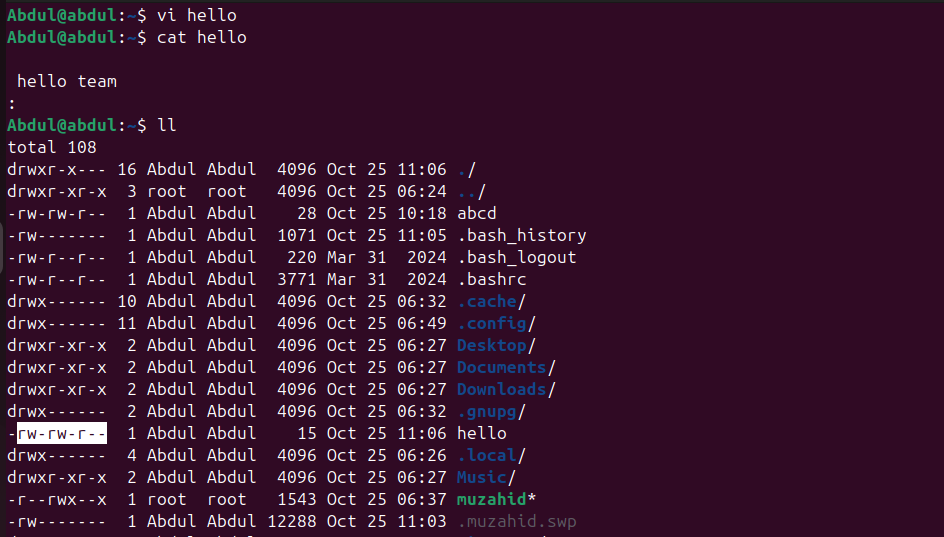 Abdul@abdul:~$ vi hello
Abdul@abdul:~$ cat hello
hello team
:
Abdul@abdul:~$ ll
total 108
drwxr-x--- 16 Abdul Abdul  4096 Oct 25 11:06 ./
drwxr-xr-x  3 root  root   4096 Oct 25 06:24 ../
-rw-rw-r--  1 Abdul Abdul    28 Oct 25 10:18 abcd
-rw-------  1 Abdul Abdul  1071 Oct 25 11:05 .bash_history
-rw-r--r--  1 Abdul Abdul   220 Mar 31  2024 .bash_logout
-rw-r--r--  1 Abdul Abdul  3771 Mar 31  2024 .bashrc
drwx------ 10 Abdul Abdul  4096 Oct 25 06:32 .cache/
drwx------ 11 Abdul Abdul  4096 Oct 25 06:49 .config/
drwxr-xr-x  2 Abdul Abdul  4096 Oct 25 06:27 Desktop/
drwxr-xr-x  2 Abdul Abdul  4096 Oct 25 06:27 Documents/
drwxr-xr-x  2 Abdul Abdul  4096 Oct 25 06:27 Downloads/
drwx------  2 Abdul Abdul  4096 Oct 25 06:32 .gnupg/
-rw-rw-r--  1 Abdul Abdul    15 Oct 25 11:06 hello
drwx------  4 Abdul Abdul  4096 Oct 25 06:26 .local/
drwxr-xr-x  2 Abdul Abdul  4096 Oct 25 06:27 Music/
-r--rwx--x  1 root  root   1543 Oct 25 06:37 muzahid*
-rw-------  1 Abdul Abdul 12288 Oct 25 11:03 .muzahid.swp